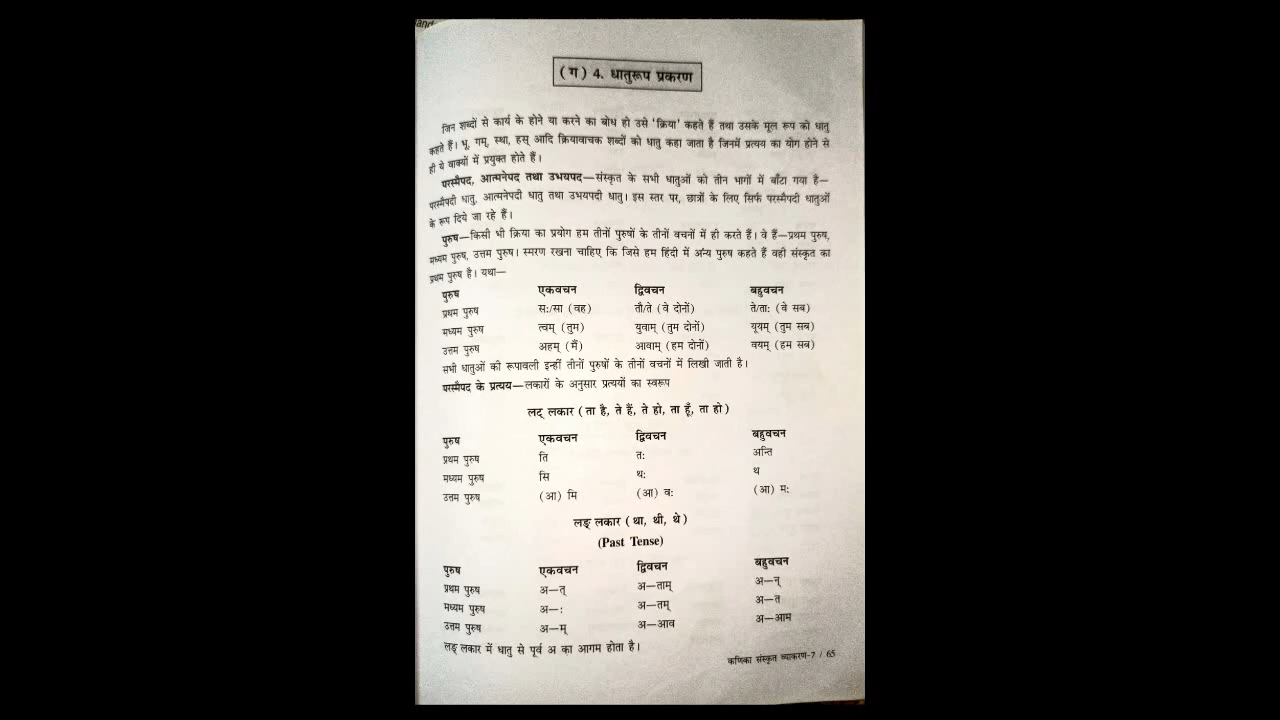 (ग) 4. धातुरूप प्रकरण
जिन शब्दों से कार्य के होने या करने का बोध हो उसे 'क्रिया' कहते हैं तथा उसके मूल रूप को धातु
कहते हैं। भू, गम्, स्था, हस् आदि क्रियावाचक शब्दों को धातु कहा जाता है जिनमें प्रत्यय का योग होने से
ही ये वाक्यों में प्रयुक्त होते हैं।
परस्मैपद, आत्मनेपद तथा उभयपद—संस्कृत के सभी धातुओं को तीन भागों में बाँटा गया है—
परस्मैपदी धातु, आत्मनेपदी धातु तथा उभयपदी धातु। इस स्तर पर, छात्रों के लिए सिर्फ परस्मैपदी धातुओं
के रूप दिये जा रहे हैं।
पुरुष—किसी भी क्रिया का प्रयोग हम तीनों पुरुषों के तीनों वचनों में ही करते हैं। वे हैं—प्रथम पुरुष,
मध्यम पुरुष, उत्तम पुरुष। स्मरण रखना चाहिए कि जिसे हम हिंदी में अन्य पुरुष कहते हैं वही संस्कृत का
प्रथम पुरुष है। यथा—
पुरुष एकवचन द्विवचन बहुवचन
प्रथम पुरुष सः/सा (वह) तौ/ते (वे दोनों) ते/ताः (वे सब)
मध्यम पुरुष त्वम् (तुम) युवाम् (तुम दोनों) यूयम् (तुम सब)
उत्तम पुरुष अहम् (मैं) आवाम् (हम दोनों) वयम् (हम सब)
सभी धातुओं की रूपावली इन्हीं तीनों पुरुषों के तीनों वचनों में लिखी जाती है।
परस्मैपद के प्रत्यय—लकारों के अनुसार प्रत्ययों का स्वरूप
लट् लकार (ता है, ते हैं, ते हो, ता हूँ, ता हो)
पुरुष एकवचन द्विवचन बहुवचन
प्रथम पुरुष ति तः अन्ति
मध्यम पुरुष सि थः थ
उत्तम पुरुष (आ) मि (आ) वः (आ) मः
लङ् लकार (था, थी, थे)
(Past Tense)
पुरुष एकवचन द्विवचन बहुवचन
प्रथम पुरुष अ—त् अ—ताम् अ—न्
मध्यम पुरुष अ—: अ—तम् अ—त
उत्तम पुरुष अ—म् अ—आव अ—आम
लङ् लकार में धातु से पूर्व अ का आगम होता है।
कणिका संस्कृत व्याकरण-7 / 65